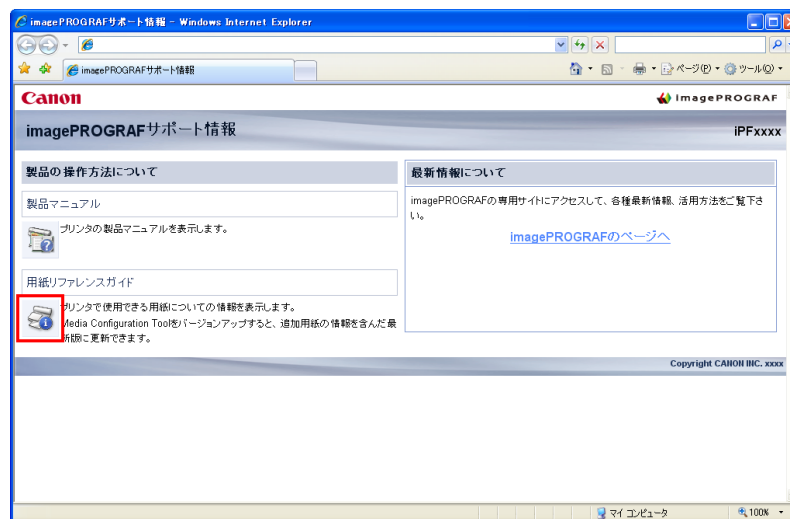 imagePROGRAFサポート情報 - Windows Internet Explorer
imagePROGRAFサポート情報
ページ(P)
ツール(O)
Canon
imagePROGRAF
imagePROGRAFサポート情報
iPFxxxx
製品の操作方法について
製品マニュアル
プリンタの製品マニュアルを表示します。
用紙リファレンスガイド
プリンタで使用できる用紙についての情報を表示します。
Media Configuration Toolをバージョンアップすると、追加用紙の情報を含んだ最
新版に更新できます。
最新情報について
imagePROGRAFの専用サイトにアクセスして、各種最新情報、活用方法をご覧下さ
い。
imagePROGRAFのページへ
Copyright CANON INC. xxxx
マイ コンピュータ
100%